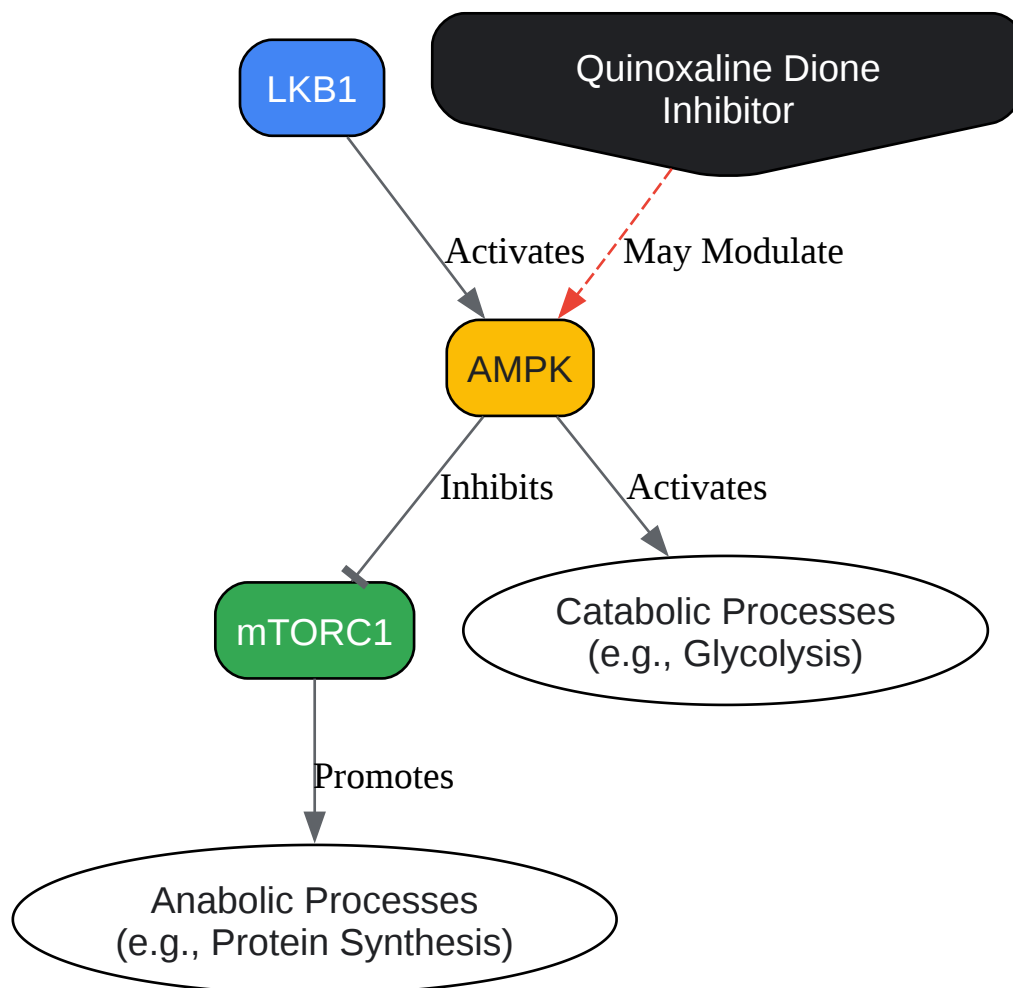 LKB1
Quinoxaline Dione
Inhibitor
Activates
May Modulate
AMPK
Inhibits
Activates
mTORC1
Catabolic Processes
(e.g., Glycolysis)
Promotes
Anabolic Processes
(e.g., Protein Synthesis)